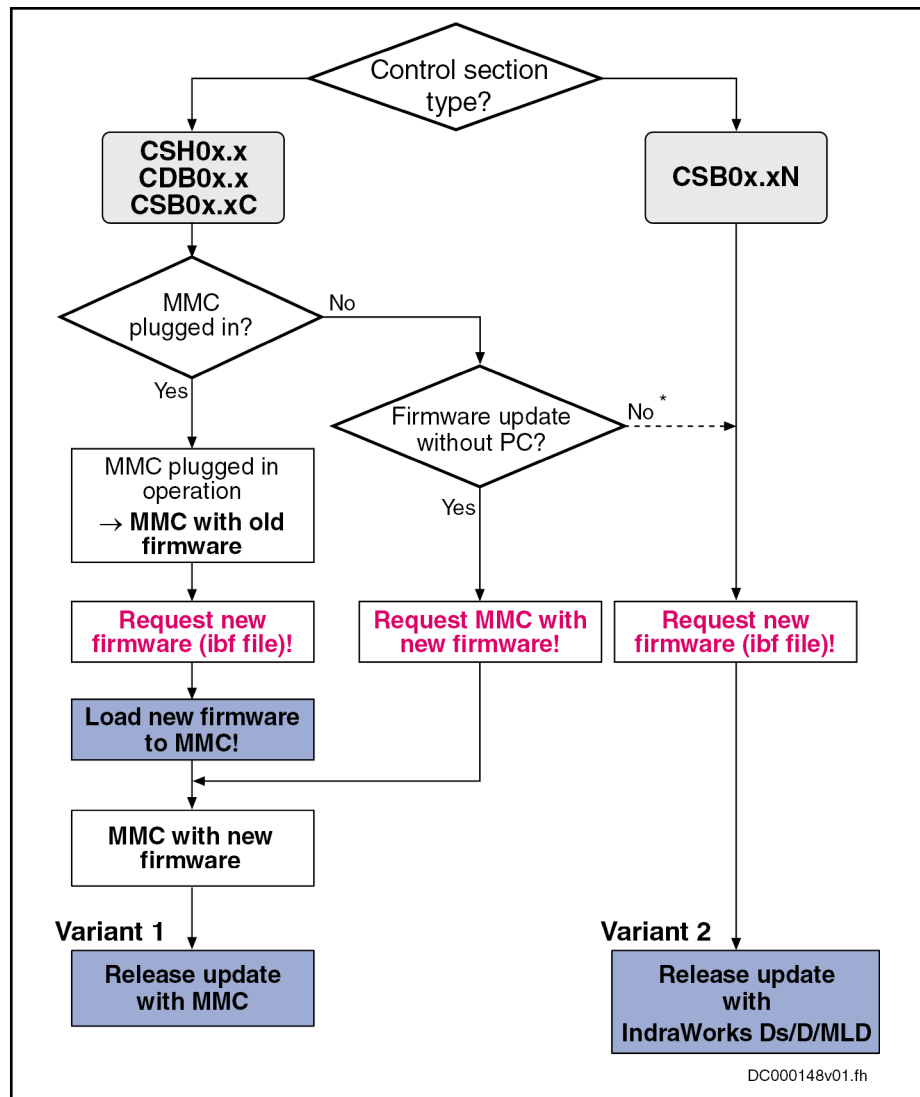 Control section
type?
CSH0x.x
CDB0x.x
CSB0x.xC
CSB0x.xN
MMC
plugged in?
No
Yes
Firmware update
without PC?
No *
Yes
MMC plugged in
operation
→ MMC with old
firmware
Request new
firmware (ibf file)!
Request MMC with
new firmware!
Request new
firmware (ibf file)!
Load new firmware
to MMC!
MMC with new
firmware
Variant 1
Release update
with MMC
Variant 2
Release update
with
IndraWorks Ds/D/MLD
DC000148v01.fh